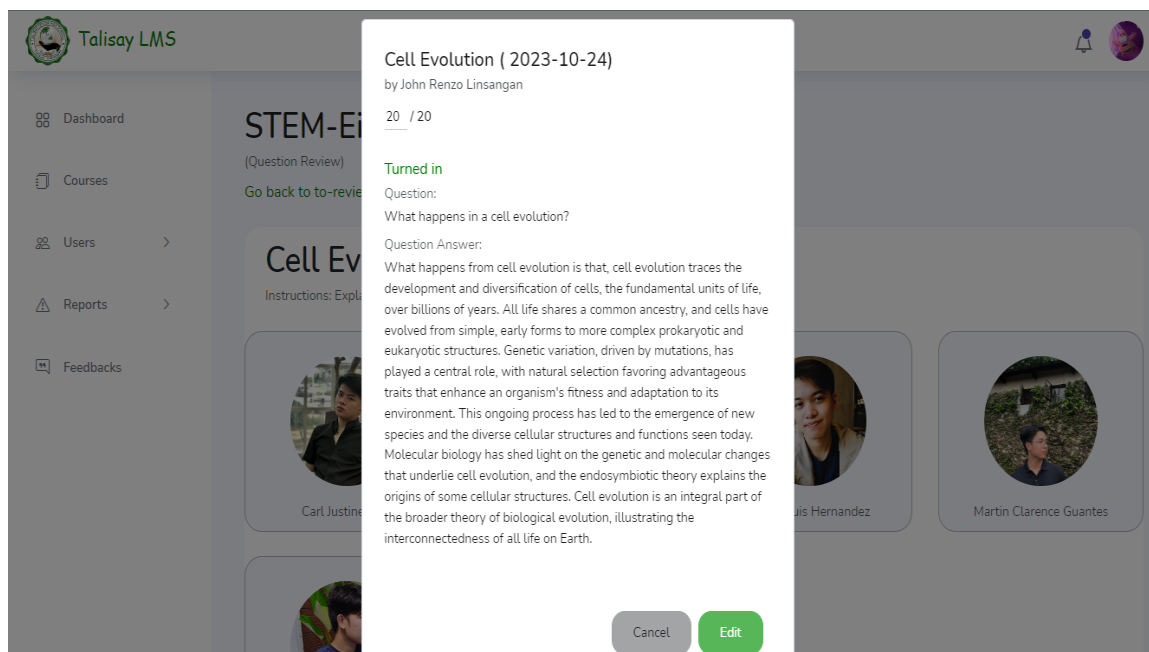 Talisay LMS
Dashboard
Courses
Users
Reports
Feedbacks
STEM-Ei
(Question Review)
Go back to to-revie
Cell Ev
Instructions: Expla
Carl Justine
uis Hernandez
Martin Clarence Guantes
Cell Evolution ( 2023-10-24)
by John Renzo Linsangan
20 / 20
Turned in
Question:
What happens in a cell evolution?
Question Answer:
What happens from cell evolution is that, cell evolution traces the
development and diversification of cells, the fundamental units of life,
over billions of years. All life shares a common ancestry, and cells have
evolved from simple, early forms to more complex prokaryotic and
eukaryotic structures. Genetic variation, driven by mutations, has
played a central role, with natural selection favoring advantageous
traits that enhance an organism's fitness and adaptation to its
environment. This ongoing process has led to the emergence of new
species and the diverse cellular structures and functions seen today.
Molecular biology has shed light on the genetic and molecular changes
that underlie cell evolution, and the endosymbiotic theory explains the
origins of some cellular structures. Cell evolution is an integral part of
the broader theory of biological evolution, illustrating the
interconnectedness of all life on Earth.
Cancel
Edit